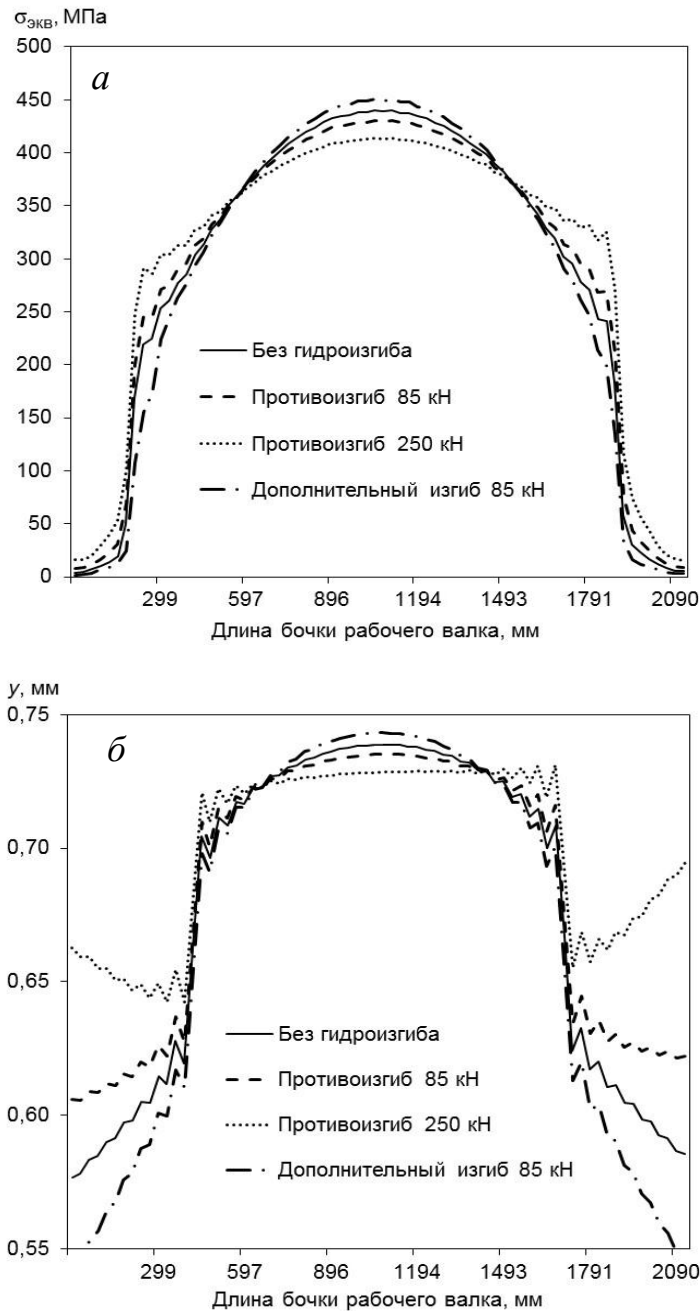 σэкв, МПа
500
а
450
400
350
300
250
200
150
100
50
0
Без гидроизгиба
Противоизгиб 85 кН
Противоизгиб 250 кН
Дополнительный изгиб 85 кН
299 597 896 1194 1493 1791 2090
Длина бочки рабочего валка, мм
y, мм
0,75
б
0,70
0,65
0,60
0,55
Без гидроизгиба
Противоизгиб 85 кН
Противоизгиб 250 кН
Дополнительный изгиб 85 кН
299 597 896 1194 1493 1791 2090
Длина бочки рабочего валка, мм